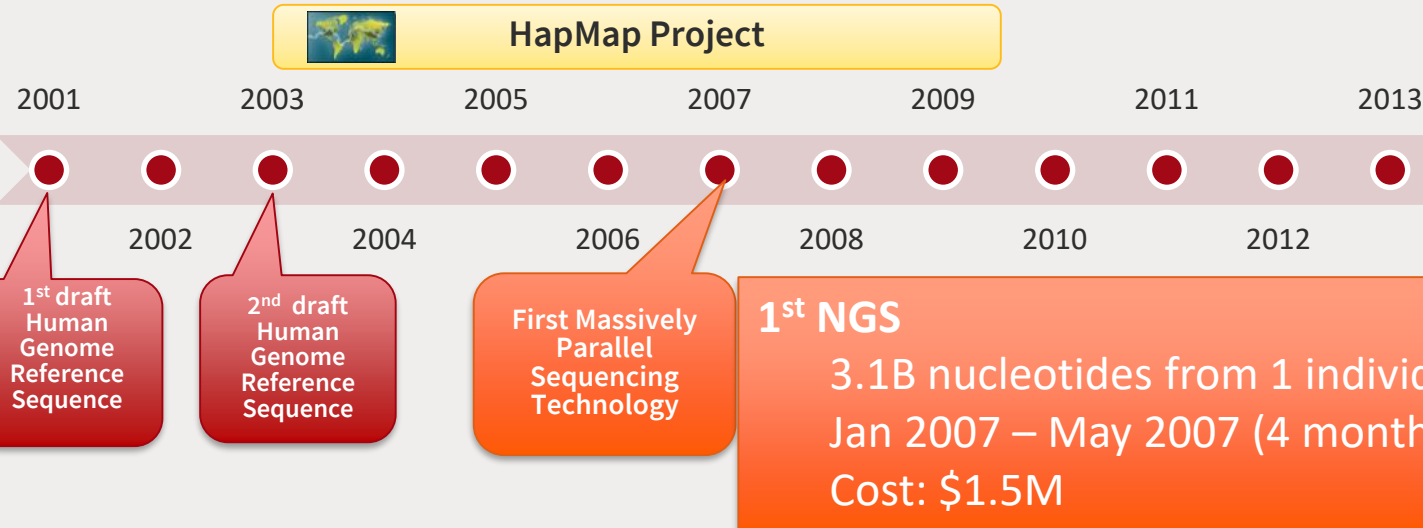 HapMap Project
2001 2003 2005 2007 2009 2011 2013
2002 2004 2006 2008 2010 2012
1st draft
Human
Genome
Reference
Sequence
2nd draft
Human
Genome
Reference
Sequence
First Massively
Parallel
Sequencing
Technology
1st NGS
3.1B nucleotides from 1
Jan 2007 – May 2007 (4
Cost: $1.5M